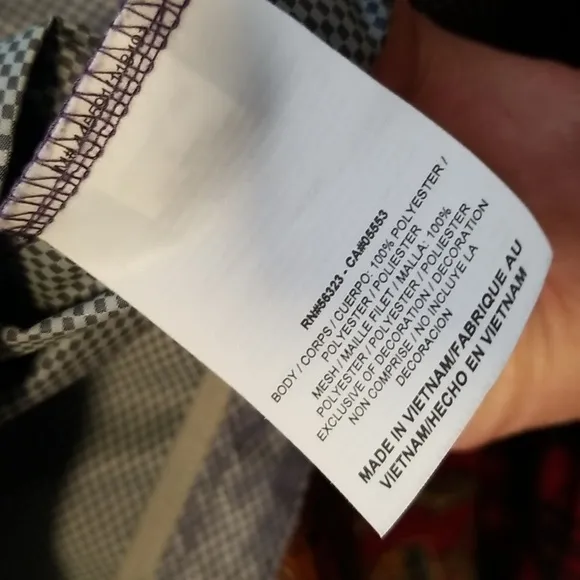 RN#56323 - CA#05553
BODY / CORPS / CUERPO: 100% POLYESTER /
POLYESTER / POLIESTER
MESH / MAILLE FILET / MALLA: 100%
POLYESTER / POLYESTER / POLIESTER
EXCLUSIVE OF DECORATION / DECORATION
NON COMPRISE / NO INCLUYE LA
DECORACIÓN
MADE IN VIETNAM/FABRIQUE AU
VIETNAM/HECHO EN VIETNAM